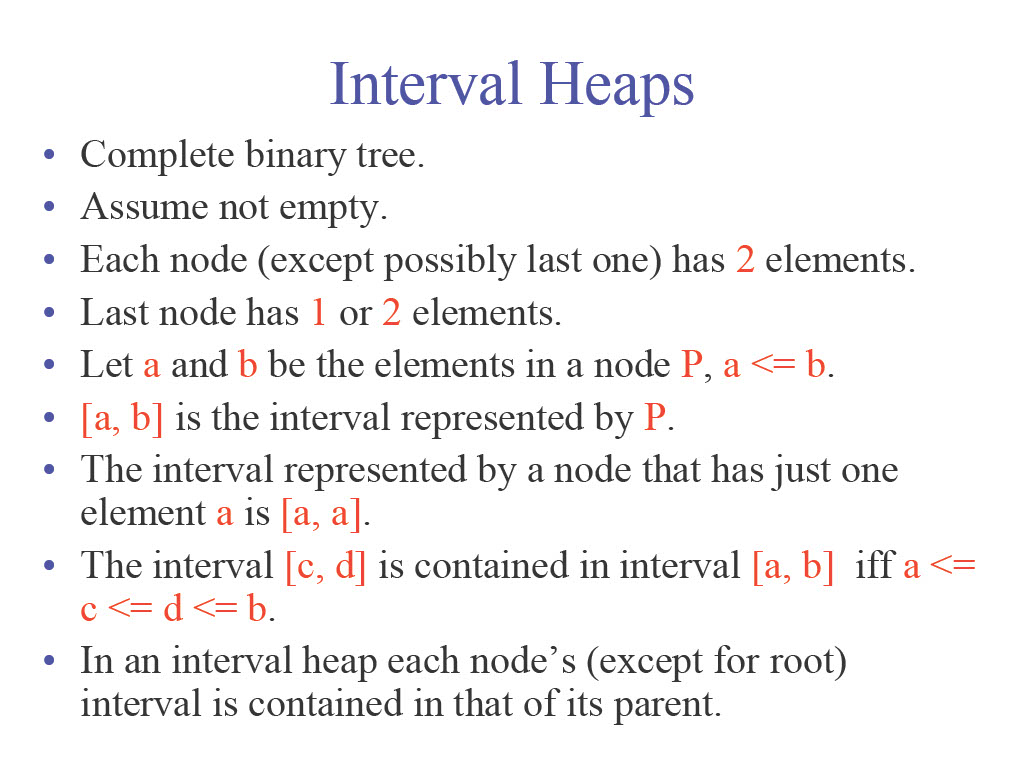 Interval Heaps
• Complete binary tree.
• Assume not empty.
• Each node (except possibly last one) has 2 elements.
• Last node has 1 or 2 elements.
• Let a and b be the elements in a node P, a <= b.
• [a, b] is the interval represented by P.
• The interval represented by a node that has just one
element a is [a, a].
• The interval [c, d] is contained in interval [a, b]  iff a <=
c <= d <= b.
• In an interval heap each node’s (except for root)
interval is contained in that of its parent.